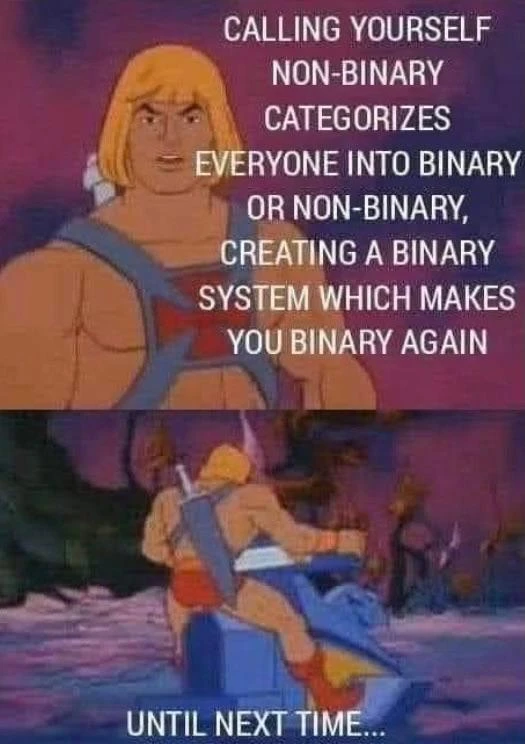 CALLING YOURSELF
NON-BINARY
CATEGORIZES
EVERYONE INTO BINARY
OR NON-BINARY,
CREATING A BINARY
SYSTEM WHICH MAKES
YOU BINARY AGAIN
UNTIL NEXT TIME...